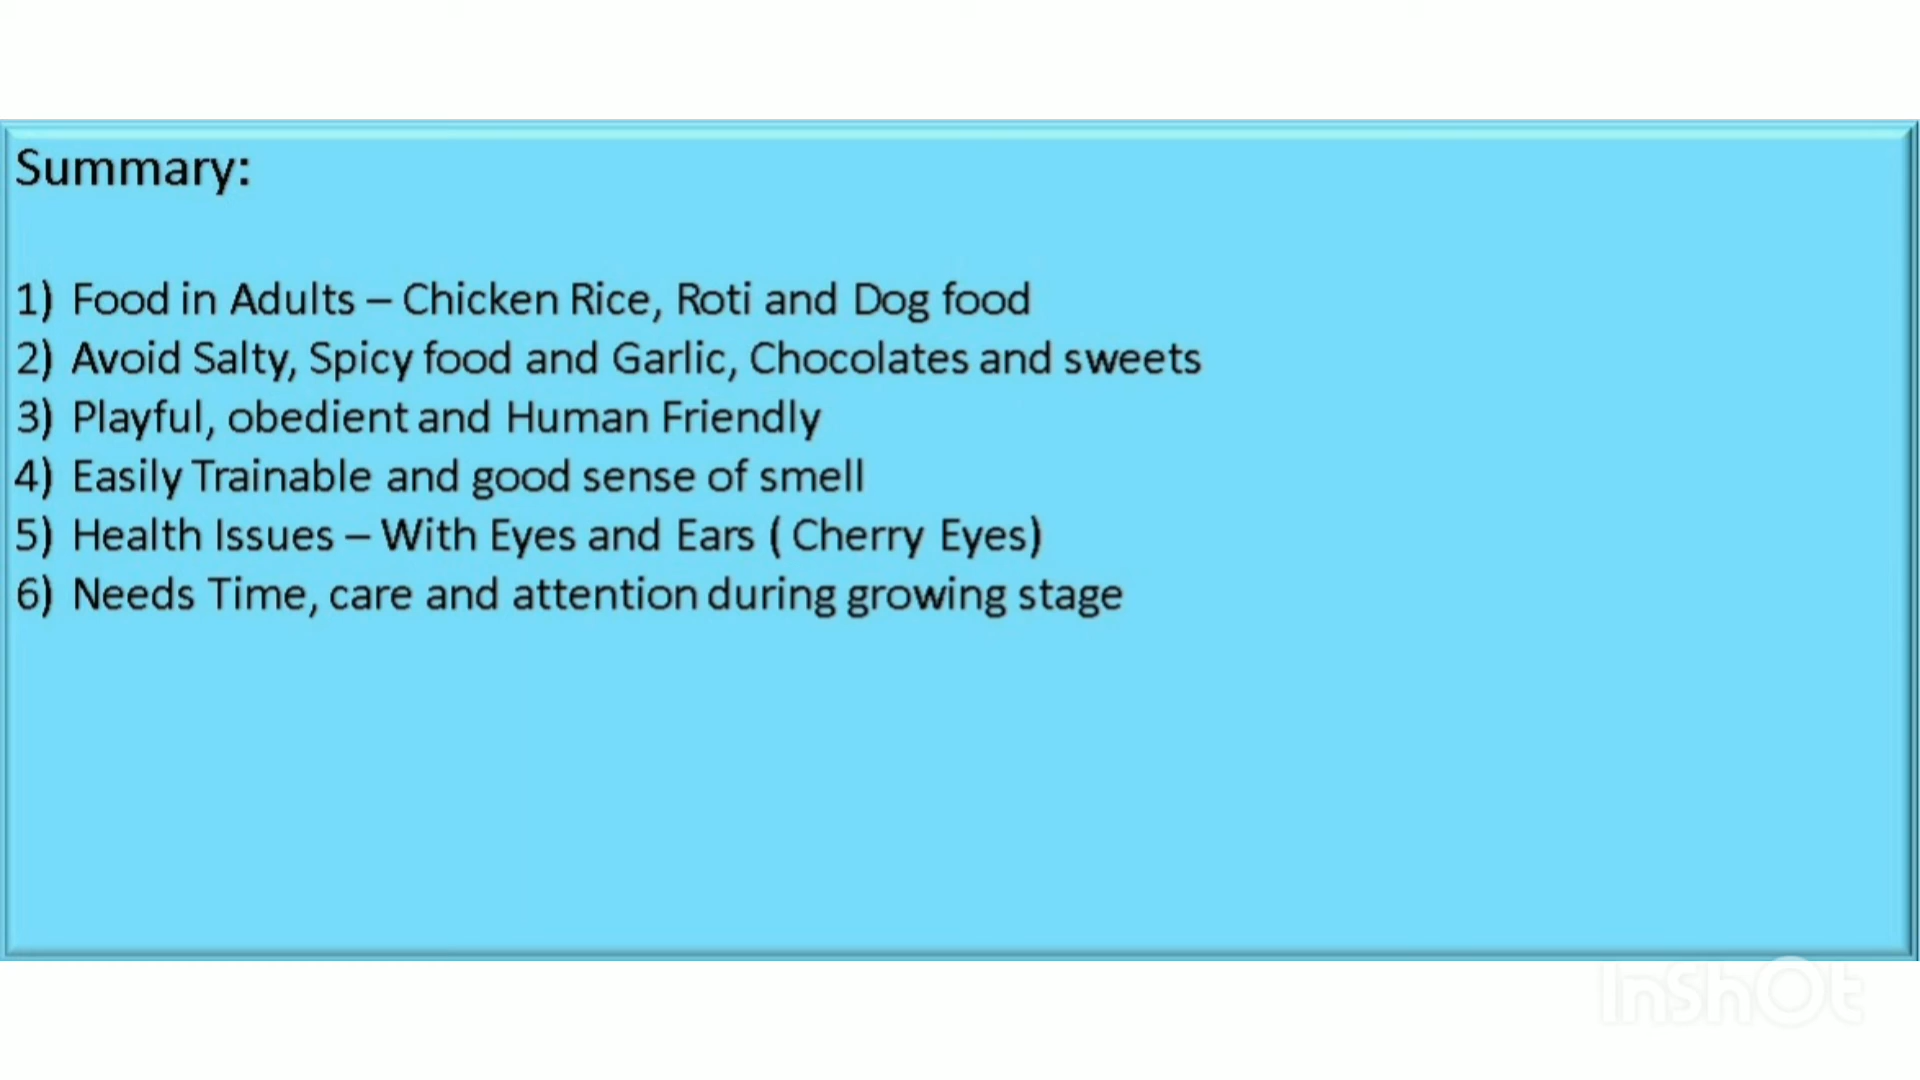 Summary:
1) Food in Adults – Chicken Rice, Roti and Dog food
2) Avoid Salty, Spicy food and Garlic, Chocolates and sweets
3) Playful, obedient and Human Friendly
4) Easily Trainable and good sense of smell
5) Health Issues – With Eyes and Ears ( Cherry Eyes)
6) Needs Time, care and attention during growing stage
InShOt